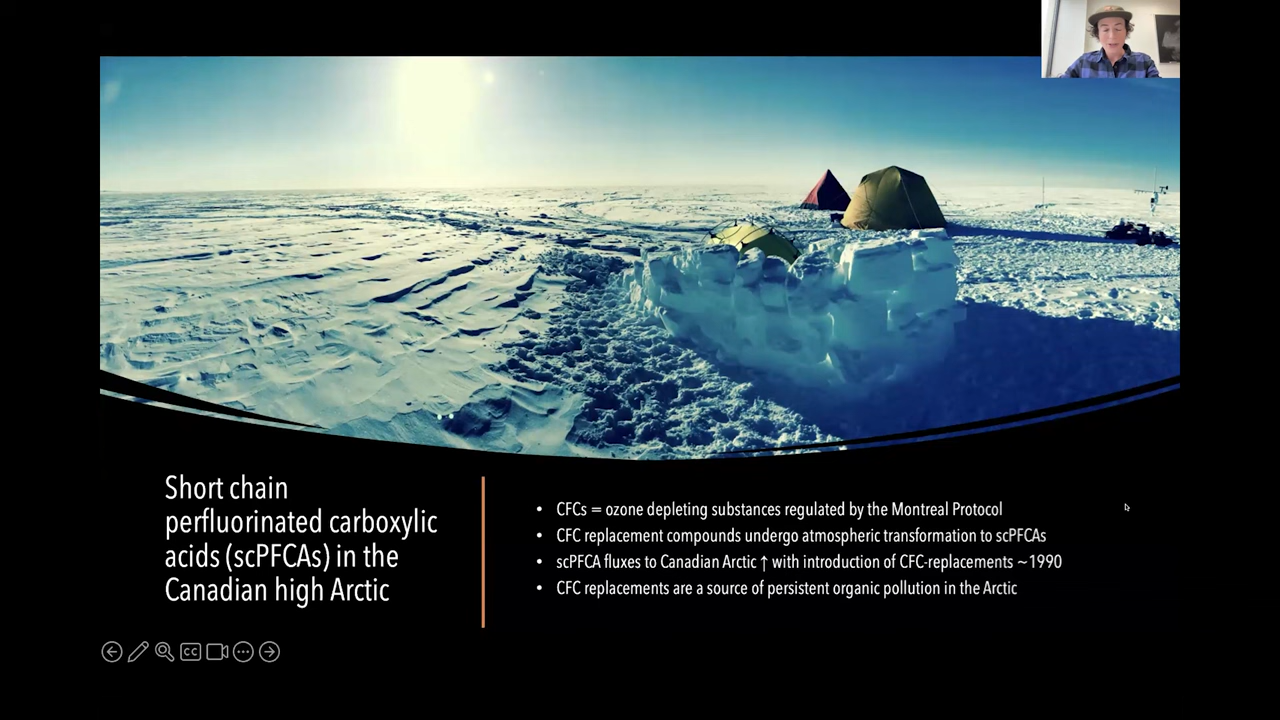 Short chain
perfluorinated carboxylic
acids (scPFCAs) in the
Canadian high Arctic
• CFCs = ozone depleting substances regulated by the Montreal Protocol
• CFC replacement compounds undergo atmospheric transformation to scPFCAs
• scPFCA fluxes to Canadian Arctic ↑ with introduction of CFC-replacements ~1990
• CFC replacements are a source of persistent organic pollution in the Arctic
CC